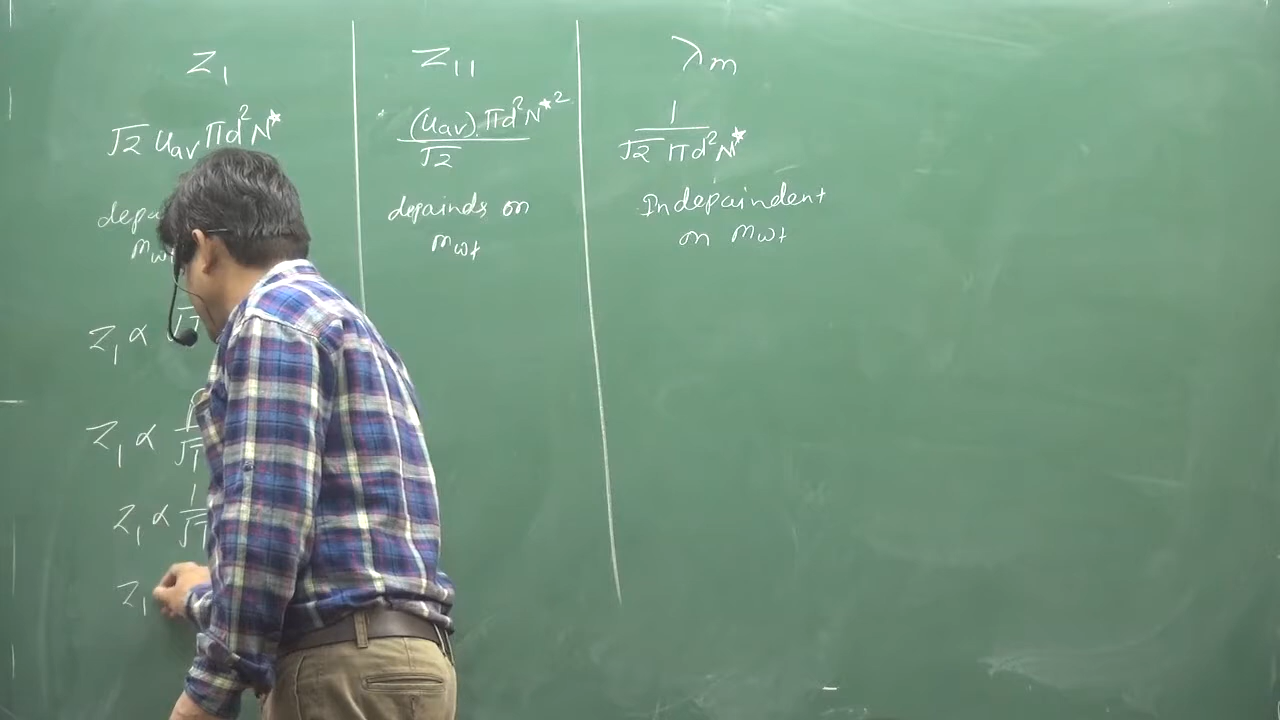 Z₁
√2 Uav πd²N*
Z₁ ∝
Z₁ ∝
Z₁ ∝
Z₁
Z₁₁
(Uav) πd²N*²
√2
depainds on
mwt
λm
1
√2 πd²N*
Indepaindent
on mwt